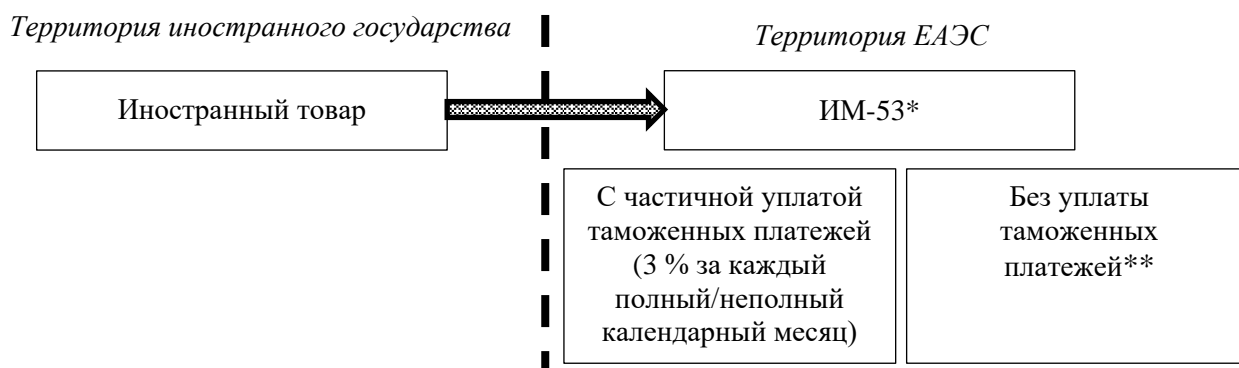 Территория иностранного государства
Территория ЕАЭС
Иностранный товар
ИМ-53*
С частичной уплатой
таможенных платежей
(3 % за каждый
полный/неполный
календарный месяц)
Без уплаты
таможенных
платежей**